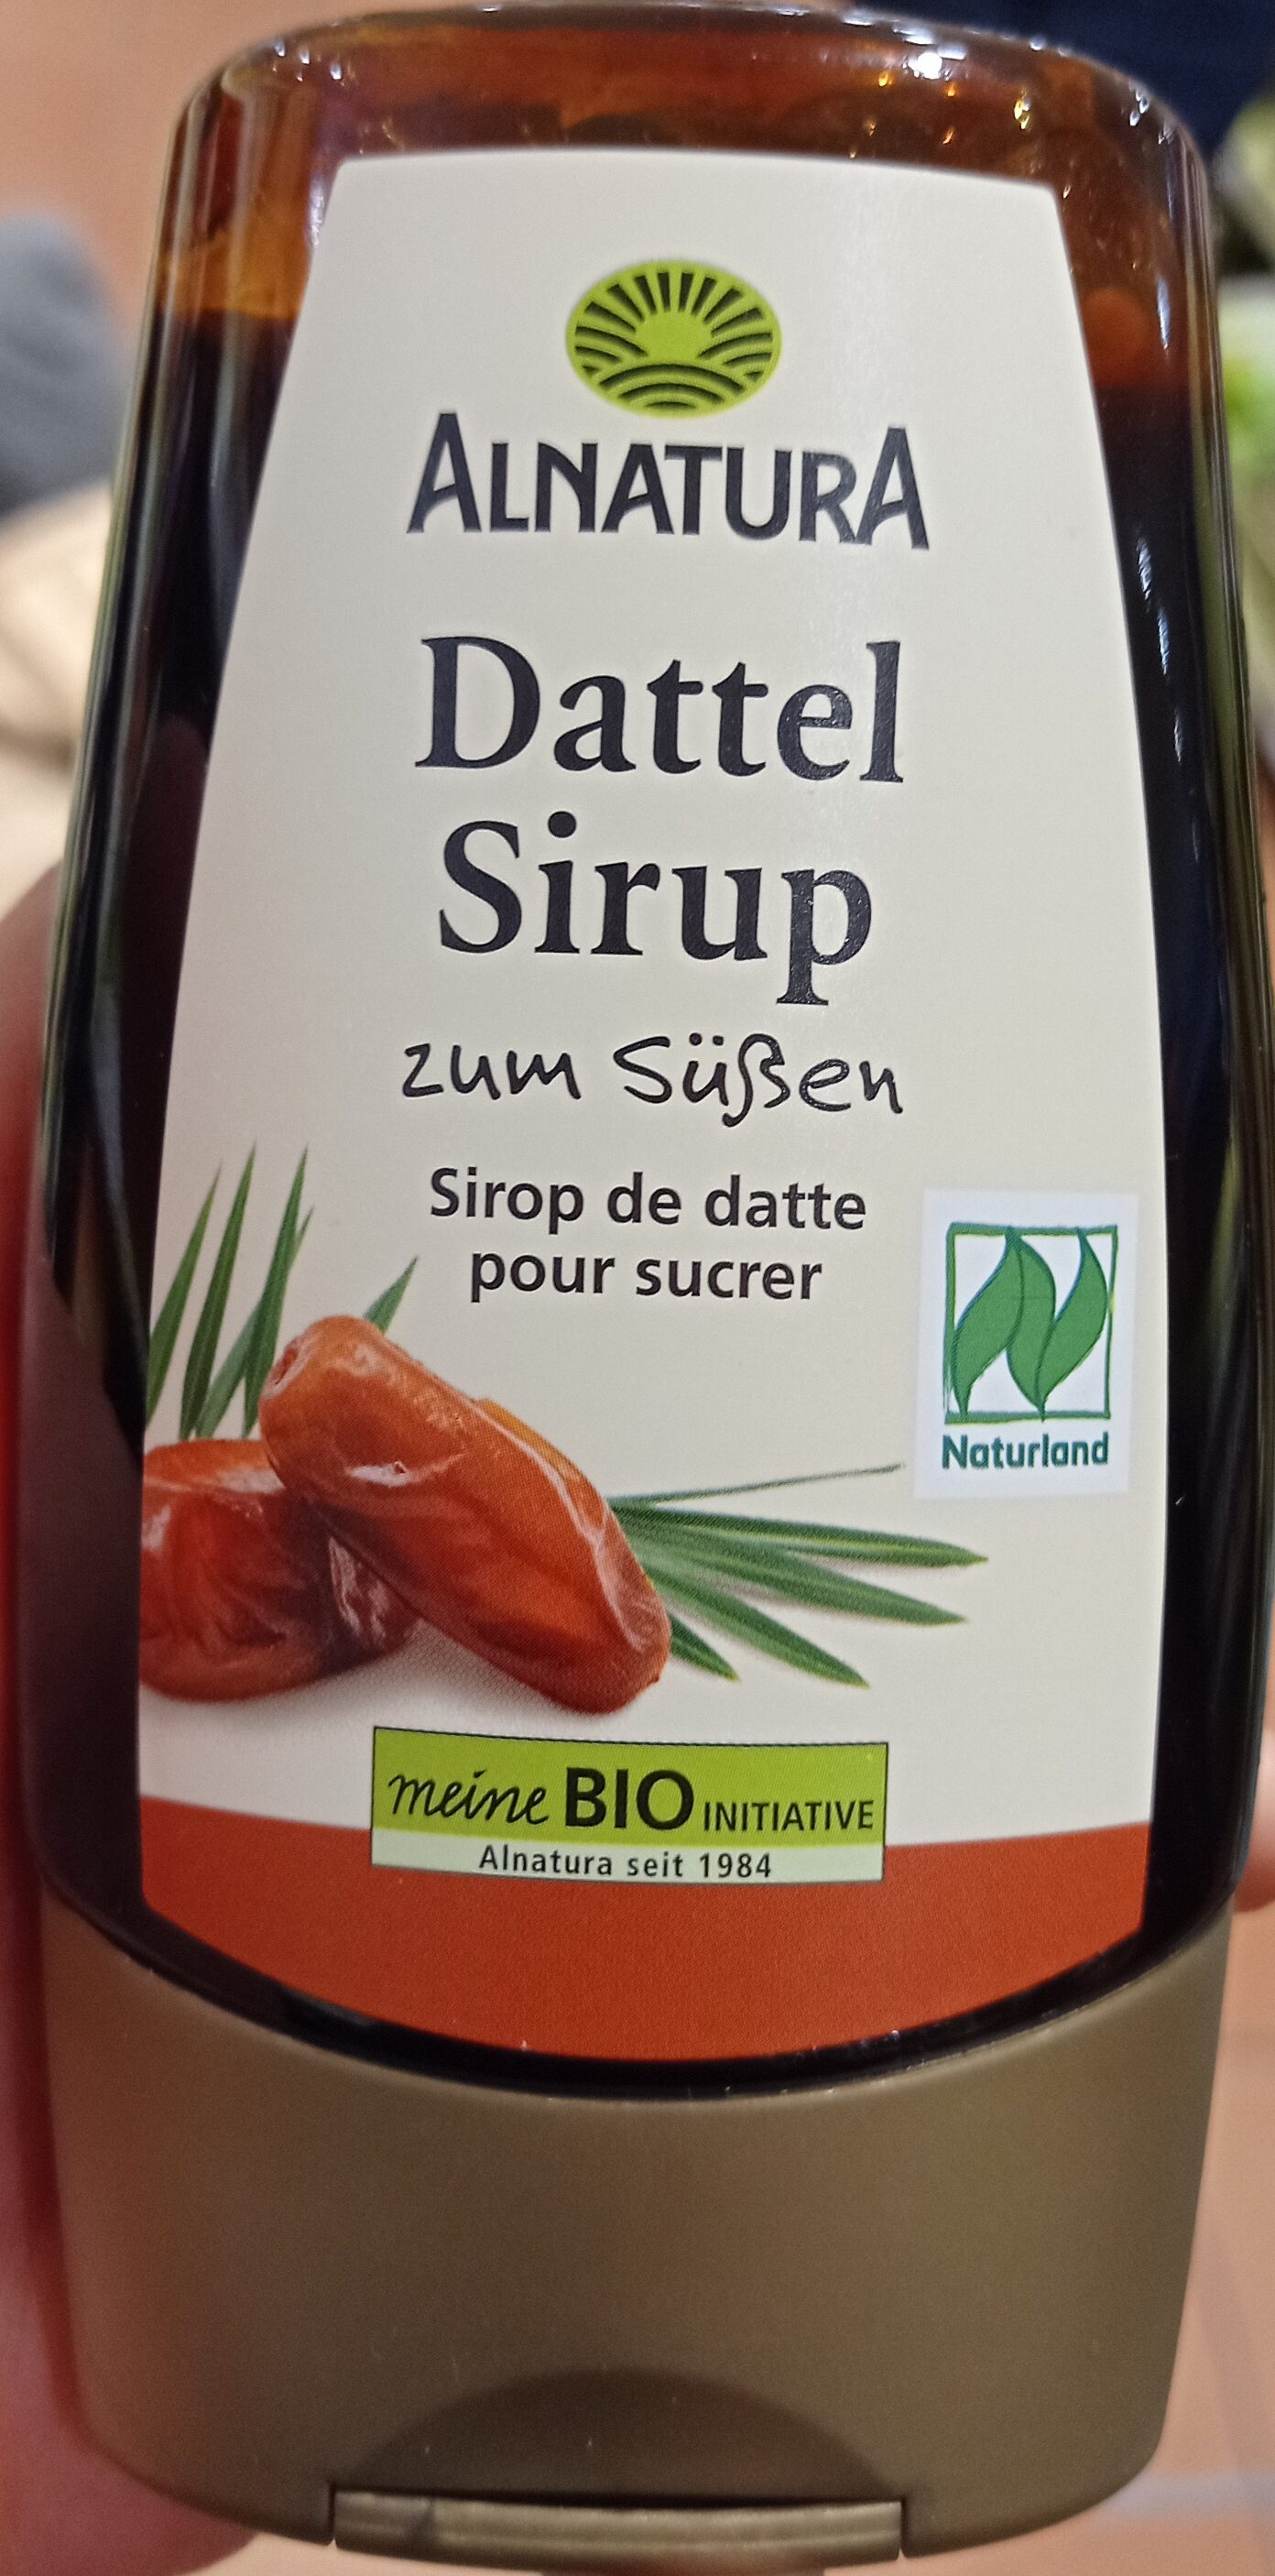 ALNATURA
Dattel
Sirup
zum Süßen
Sirop de datte
pour sucrer
Naturland
meine BIO INITIATIVE
Alnatura seit 1984